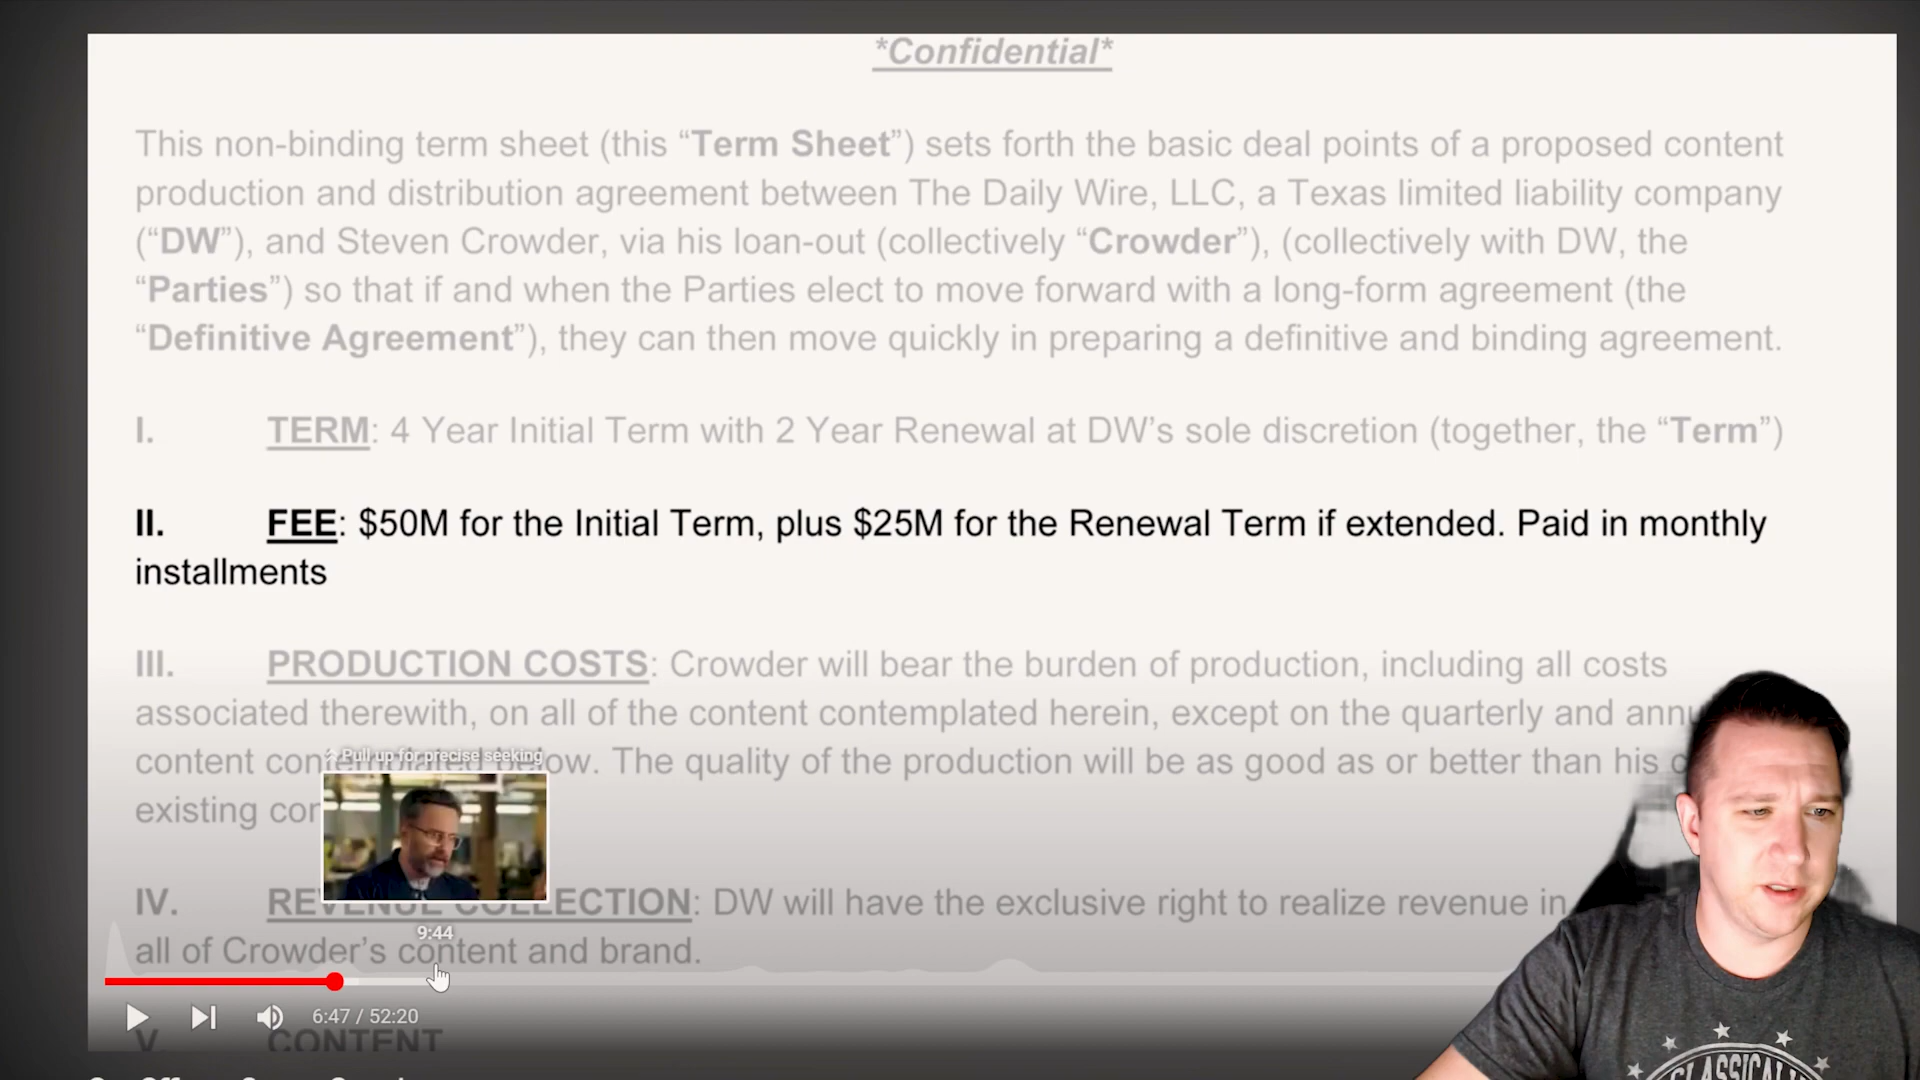 *Confidential*
This non-binding term sheet (this “Term Sheet”) sets forth the basic deal points of a proposed content
production and distribution agreement between The Daily Wire, LLC, a Texas limited liability company
(“DW”), and Steven Crowder, via his loan-out (collectively “Crowder”), (collectively with DW, the
“Parties”) so that if and when the Parties elect to move forward with a long-form agreement (the
“Definitive Agreement”), they can then move quickly in preparing a definitive and binding agreement.
I. TERM: 4 Year Initial Term with 2 Year Renewal at DW’s sole discretion (together, the “Term”)
II. FEE: $50M for the Initial Term, plus $25M for the Renewal Term if extended. Paid in monthly
installments
III. PRODUCTION COSTS: Crowder will bear the burden of production, including all costs
associated therewith, on all of the content contemplated herein, except on the quarterly and
content contemplated below. The quality of the production will be as good as or better than his
existing
Pull up for precise seeking
IV. REVENUE COLLECTION: DW will have the exclusive right to realize revenue in
9:44
all of Crowder’s content and brand.
6:47 / 52:20
V. CONTENT